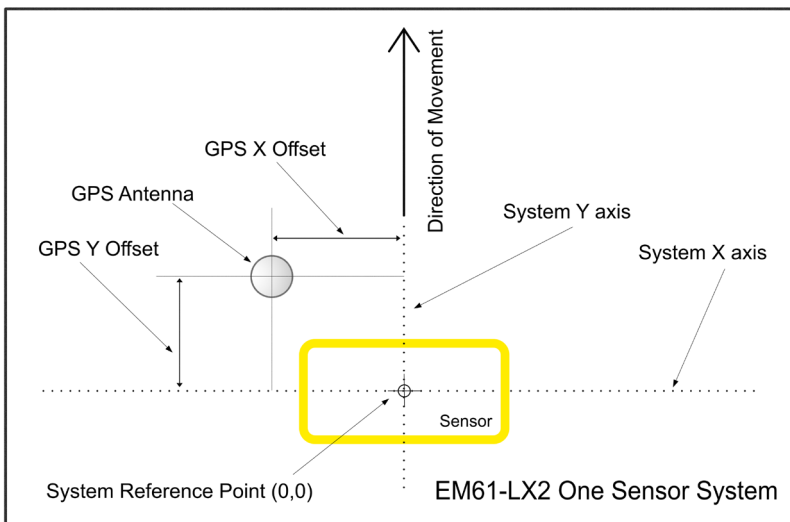 Direction of Movement
GPS X Offset
GPS Antenna
GPS Y Offset
System Y axis
System X axis
Sensor
System Reference Point (0,0)
EM61-LX2 One Sensor System